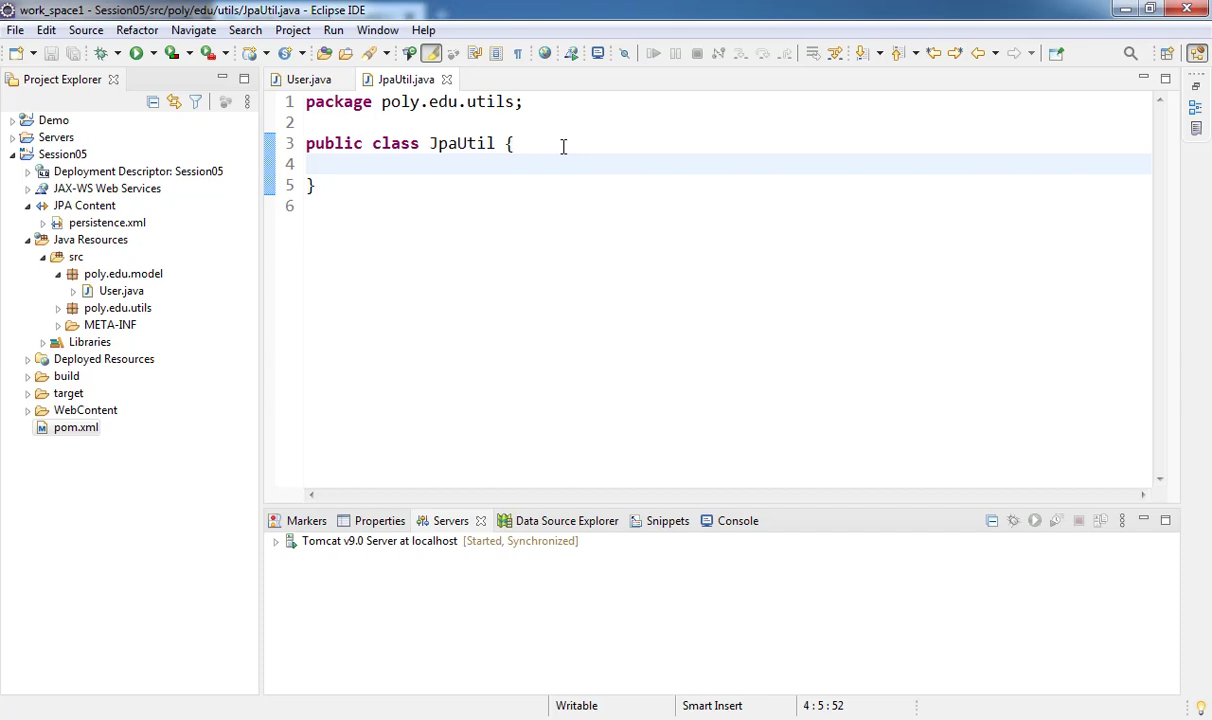 work_space1 - Session05/src/poly/edu/utils/JpaUtil.java - Eclipse IDE
File Edit Source Refactor Navigate Search Project Run Window Help
Project Explorer
User.java
JpaUtil.java
Demo
Servers
Session05
Deployment Descriptor: Session05
JAX-WS Web Services
JPA Content
persistence.xml
Java Resources
src
poly.edu.model
User.java
poly.edu.utils
META-INF
Libraries
Deployed Resources
build
target
WebContent
pom.xml
1 package poly.edu.utils;
2
3 public class JpaUtil {
4
5 }
6
Markers Properties Servers Data Source Explorer Snippets Console
Tomcat v9.0 Server at localhost [Started, Synchronized]
Writable Smart Insert 4 : 5 : 52